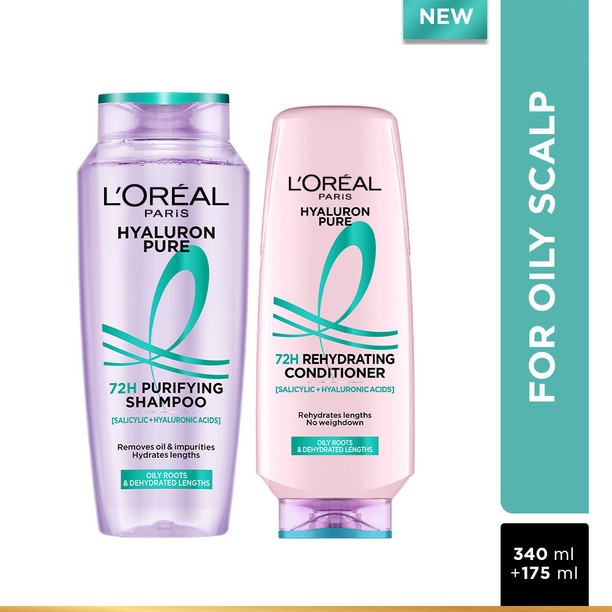 NEW
L'ORÉAL
PARIS
HYALURON
PURE
72H PURIFYING
SHAMPOO
[SALICYLIC + HYALURONIC ACIDS]
Removes oil & impurities
Hydrates lengths
OILY ROOTS
& DEHYDRATED LENGTHS
L'ORÉAL
PARIS
HYALURON
PURE
72H REHYDRATING
CONDITIONER
[SALICYLIC + HYALURONIC ACIDS]
Rehydrates lengths
No weighdown
OILY ROOTS
& DEHYDRATED LENGTHS
FOR OILY SCALP
340 ml
+175 ml